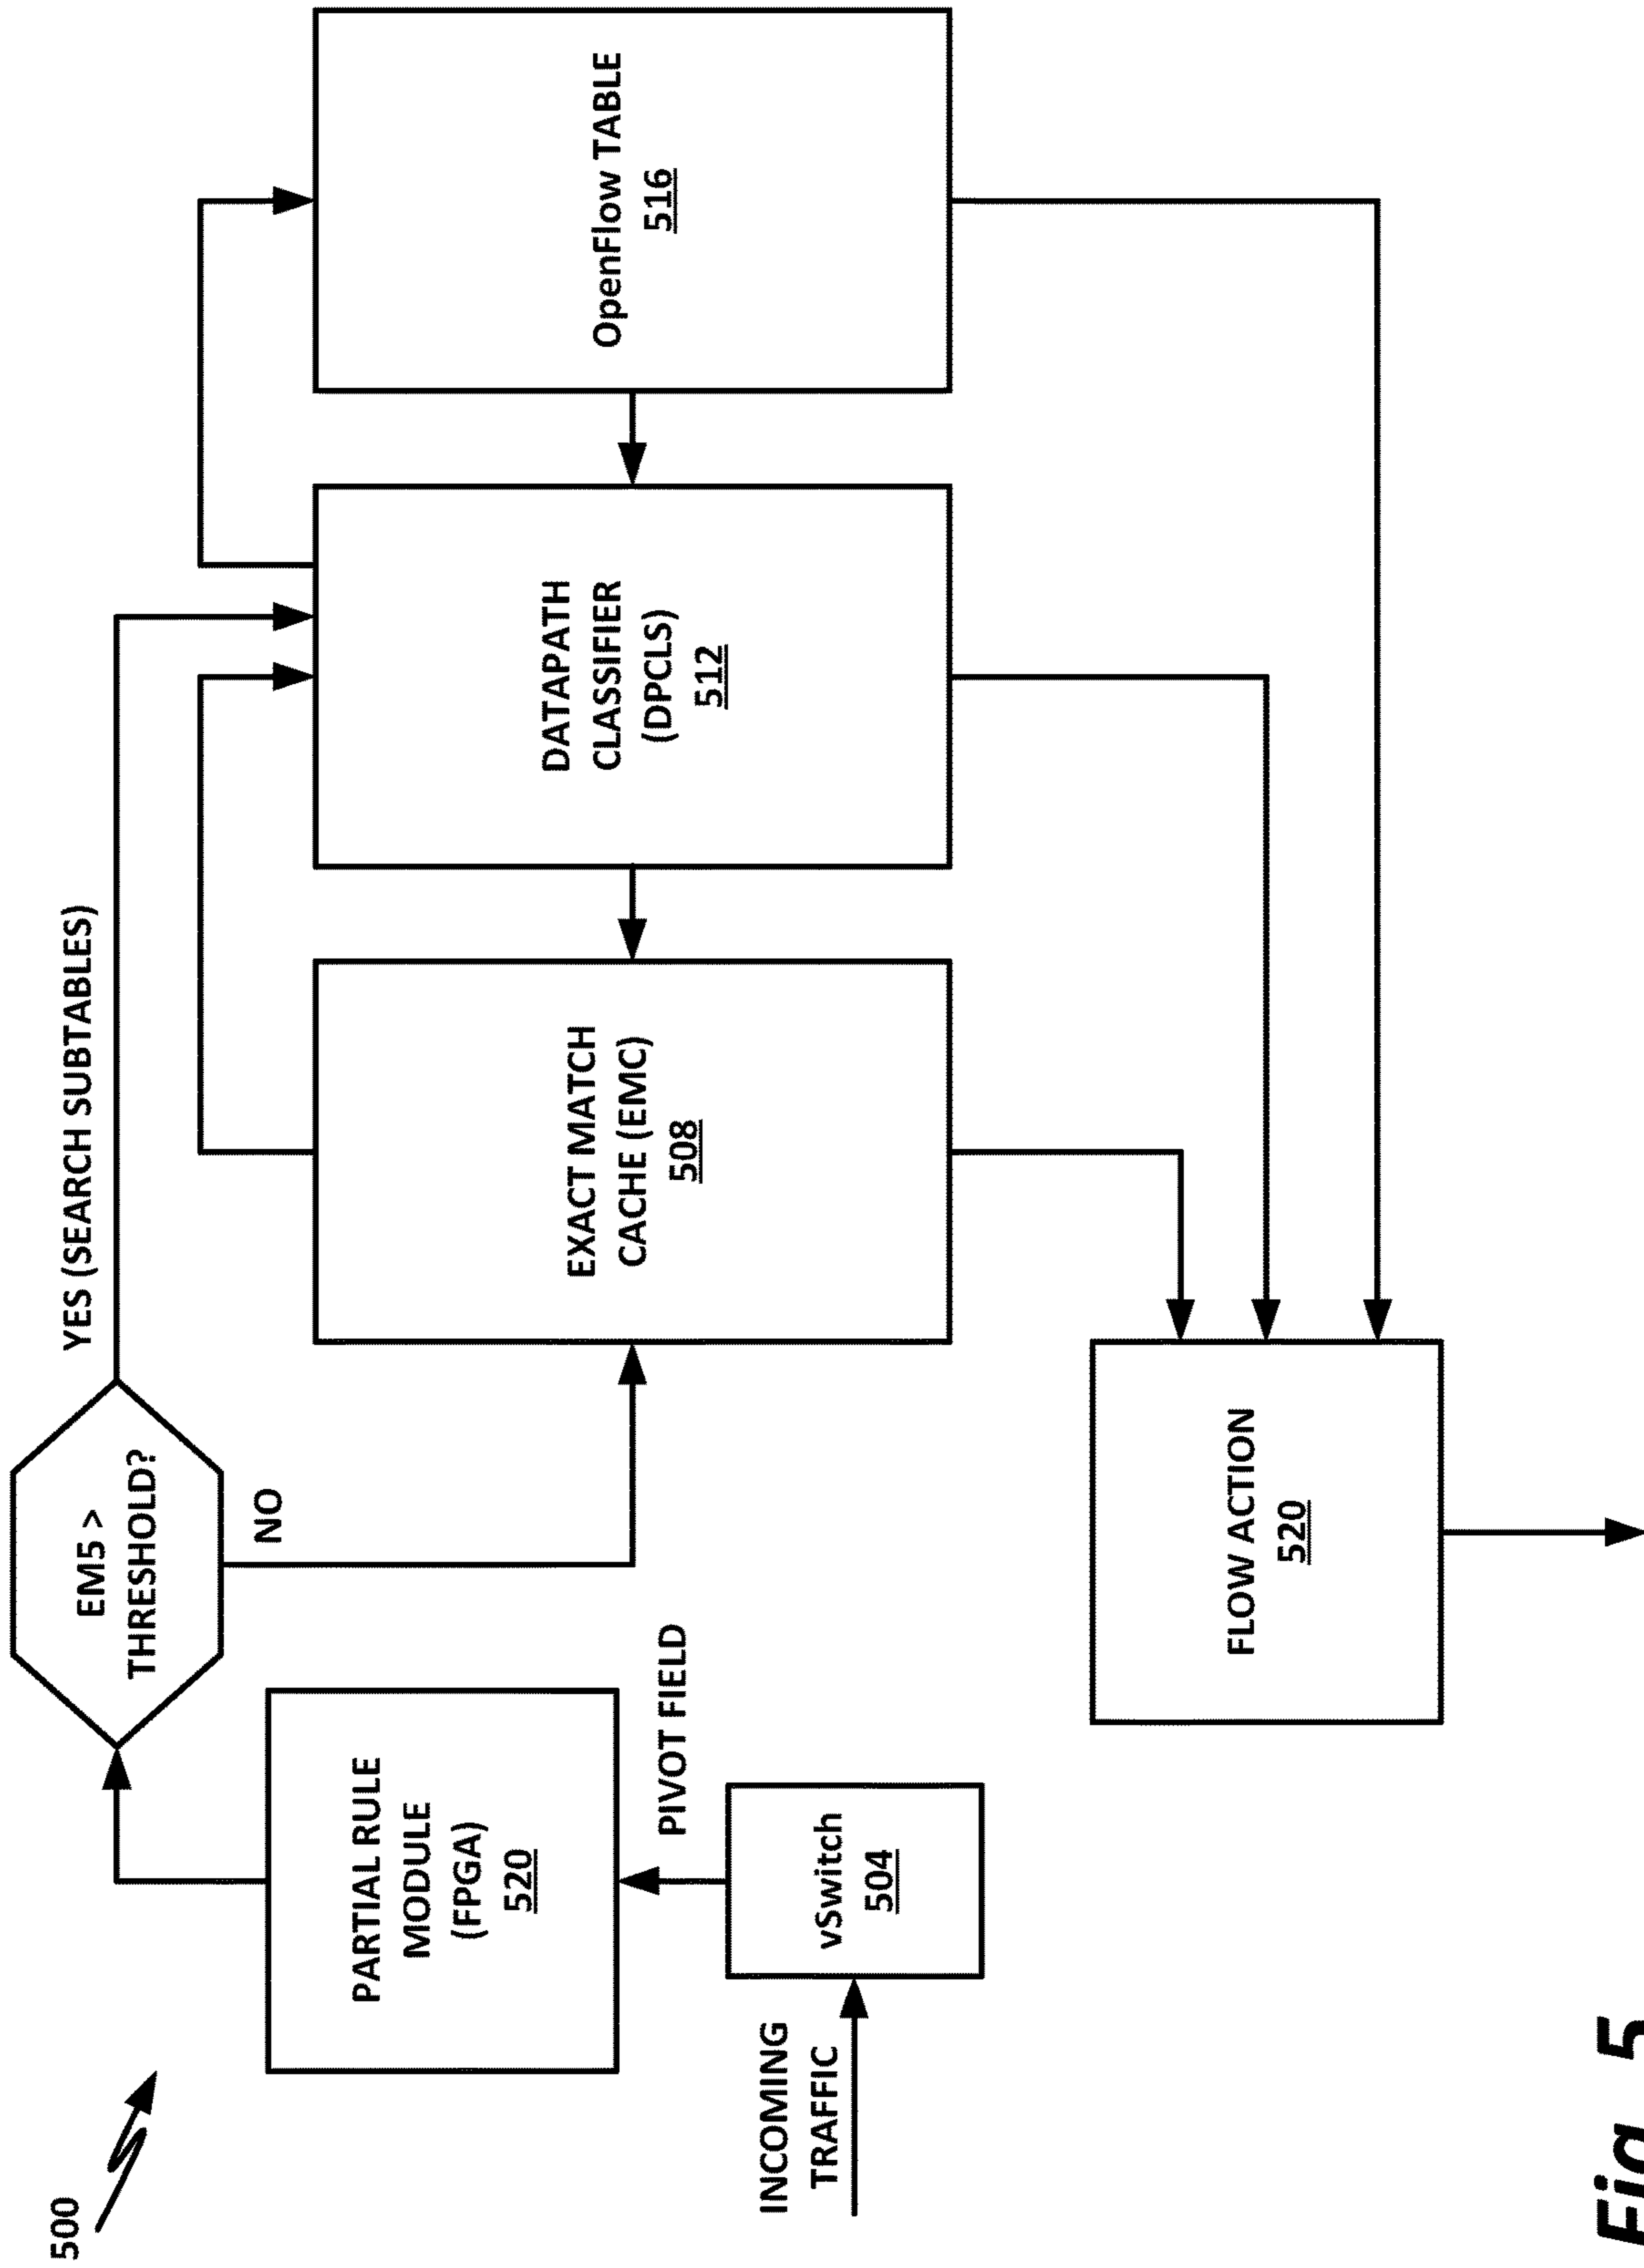 500
INCOMING
TRAFFIC
vSwitch
504
PIVOT FIELD
PARTIAL RULE
MODULE
(FPGA)
520
EM5 >
THRESHOLD?
YES (SEARCH SUBTABLES)
NO
EXACT MATCH
CACHE (EMC)
508
DATAPATH
CLASSIFIER
(DPCLS)
512
OpenFlow TABLE
516
FLOW ACTION
520
Fig. 5